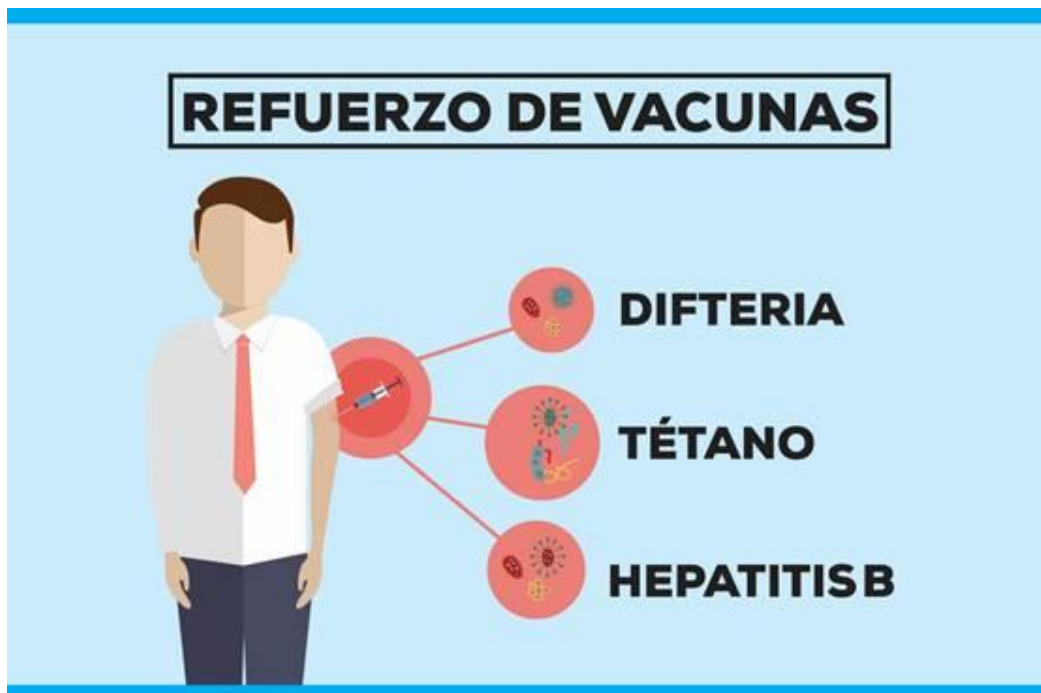 REFUERZO DE VACUNAS
DIFTERIA
TÉTANO
HEPATITIS B